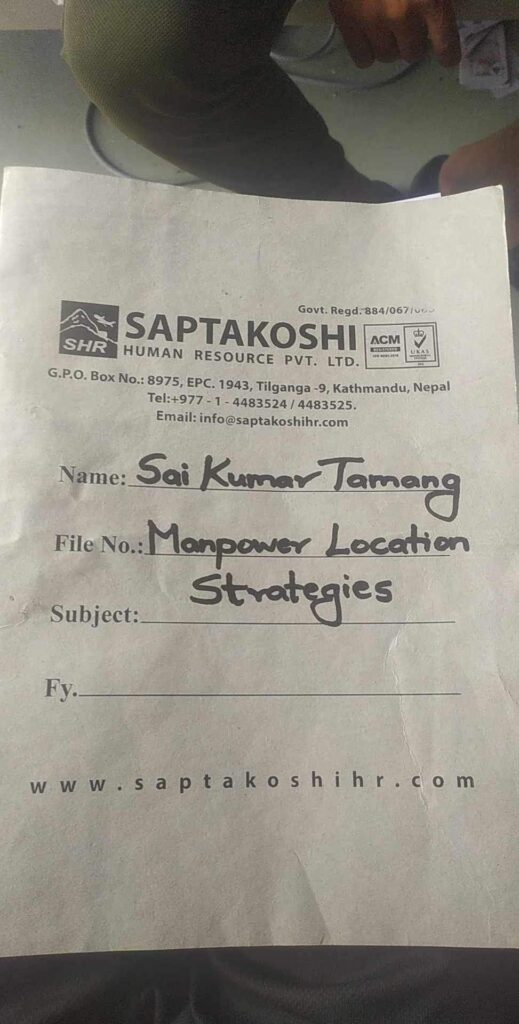 Govt. Regd. 884/067/
SHR
SAPTAKOSHI
HUMAN RESOURCE PVT. LTD.
ACM
UKAS
G.P.O. Box No.: 8975, EPC. 1943, Tilganga -9, Kathmandu, Nepal
Tel:+977 - 1 - 4483524 / 4483525.
Email: info@saptakoshihr.com
Name: Sai Kumar Tamang
File No.: Manpower Location
Strategies
Subject:
Fy.
www.saptakoshihr.com